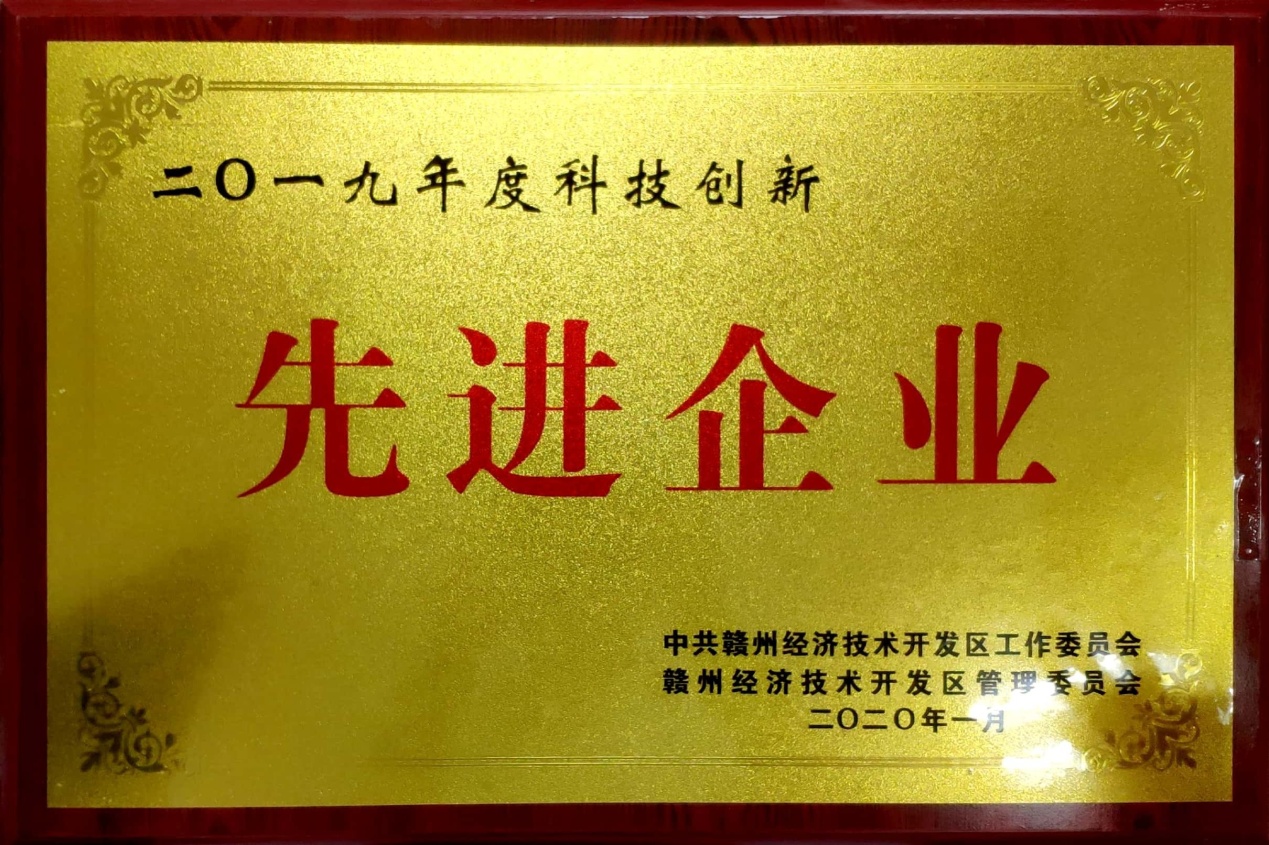 二〇一九年度科技创新
先进企业
中共赣州经济技术开发区工作委员会
赣州经济技术开发区管理委员会
二〇二〇年一月